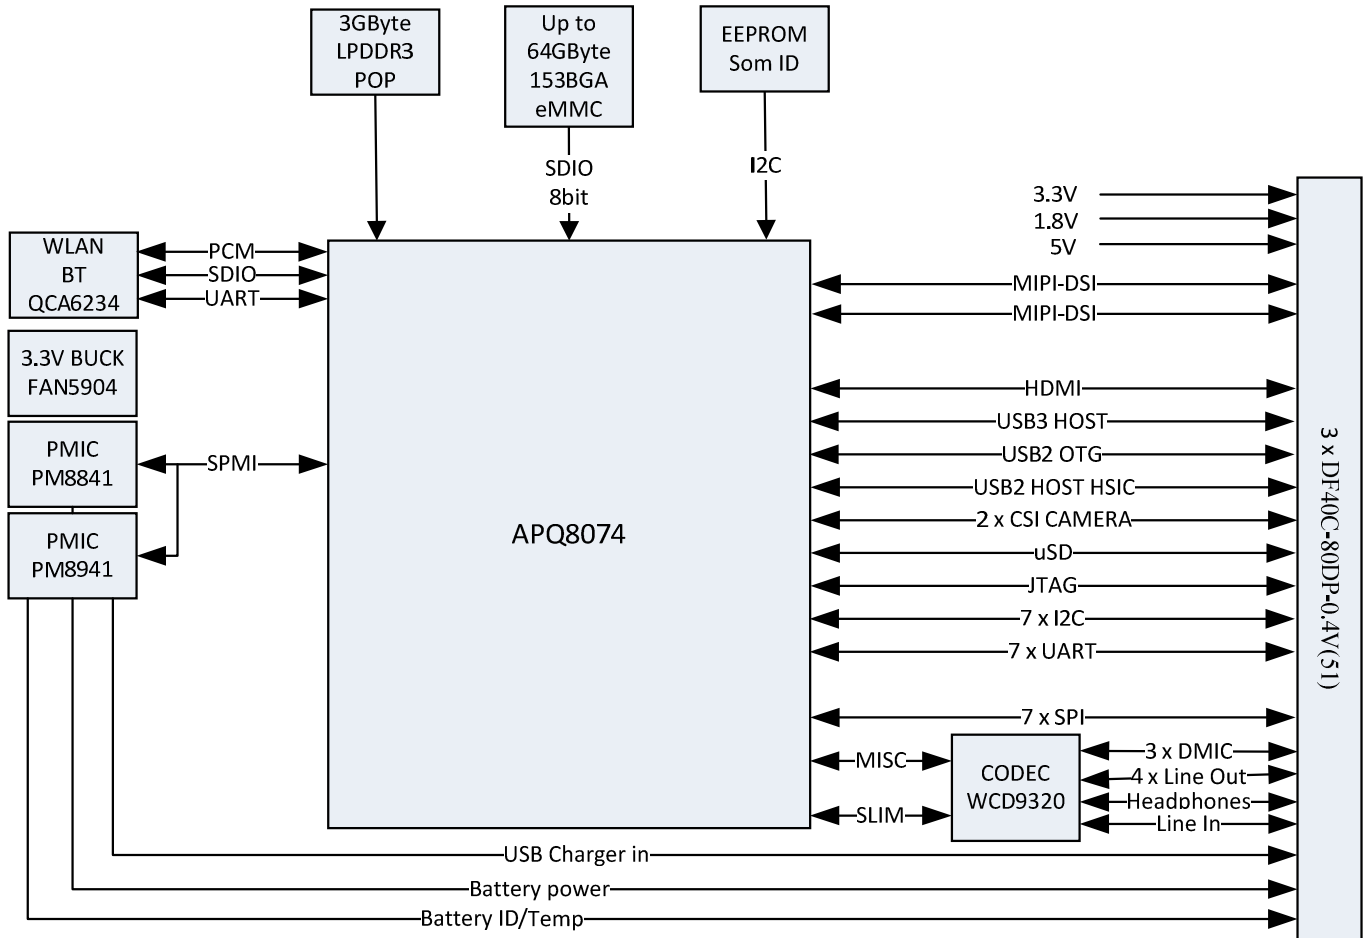 3GByte
LPDDR3
POP
Up to
64GByte
153BGA
eMMC
EEPROM
Som ID
SDIO
8bit
I2C
WLAN
BT
QCA6234
PCM
SDIO
UART
3.3V BUCK
FAN5904
PMIC
PM8841
SPMI
PMIC
PM8941
APQ8074
3.3V
1.8V
5V
MIPI-DSI
MIPI-DSI
HDMI
USB3 HOST
USB2 OTG
USB2 HOST HSIC
2 x CSI CAMERA
uSD
JTAG
7 x I2C
7 x UART
7 x SPI
MISC
SLIM
CODEC
WCD9320
3 x DMIC
4 x Line Out
Headphones
Line In
3 x DF40C-80DP-0.4V(51)
USB Charger in
Battery power
Battery ID/Temp